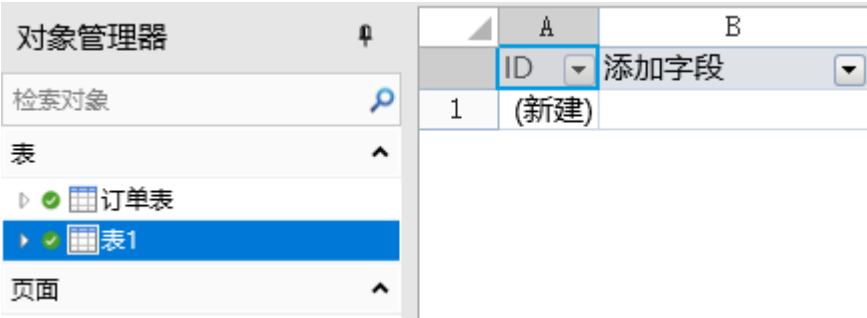 对象管理器
检索对象
表
订单表
表1
页面
A B
ID 添加字段
1 (新建)